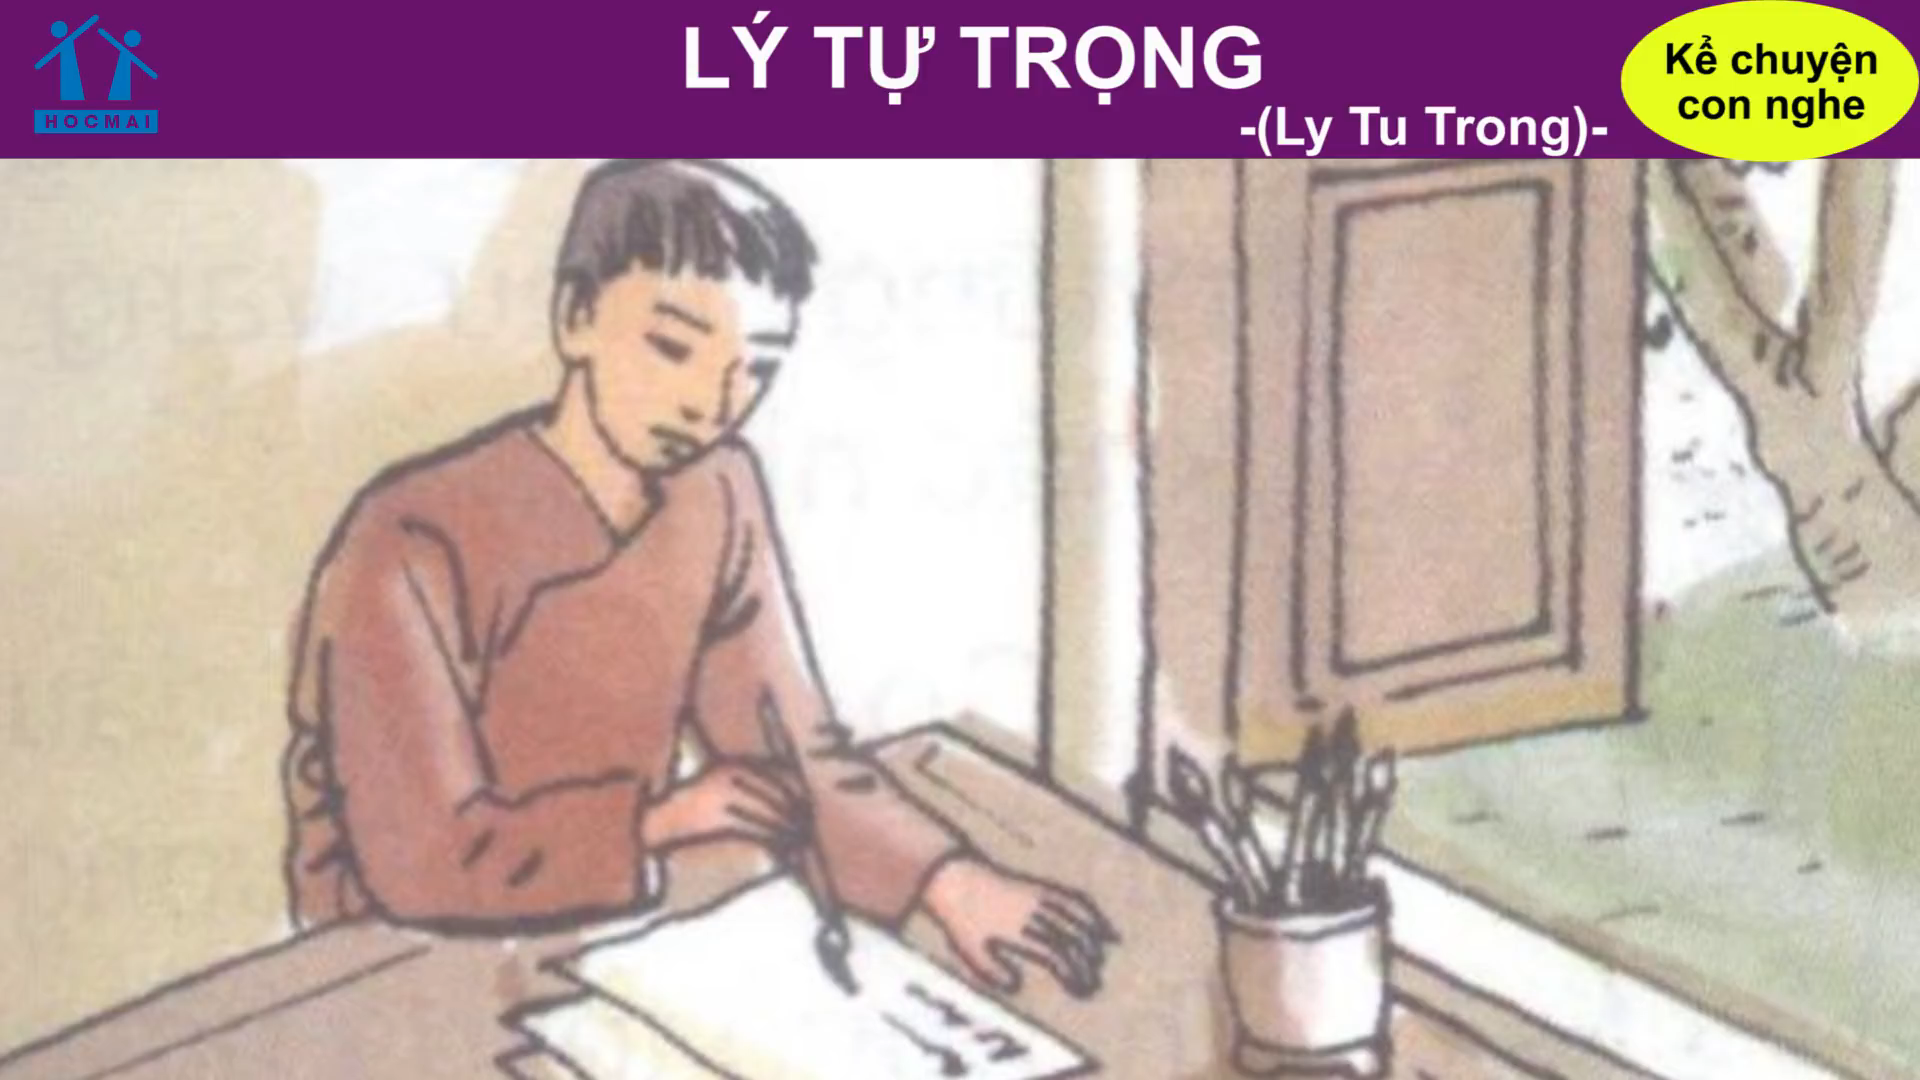 HOCMAI
LÝ TỰ TRỌNG
-(Ly Tu Trong)-
Kể chuyện
con nghe